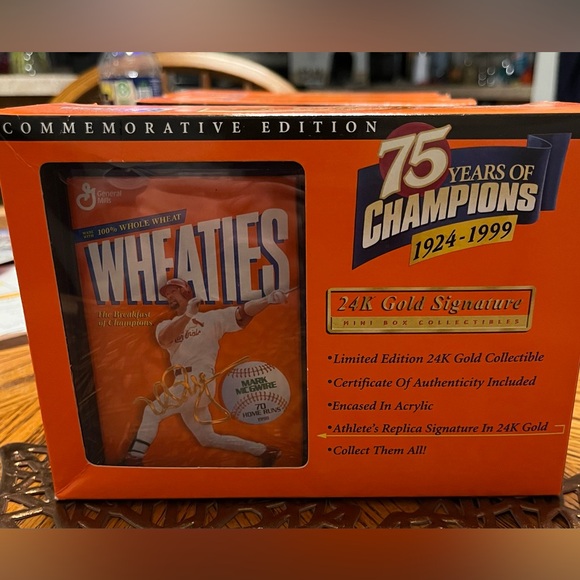 COMMEMORATIVE EDITION
75
YEARS OF
CHAMPIONS
1924-1999
General
Mills
100% WHOLE WHEAT
WHEATIES
The Breakfast
of Champions
MARK
McGWIRE
70
HOME RUNS
24K Gold Signature
MINI BOX COLLECTIBLES
•Limited Edition 24K Gold Collectible
•Certificate Of Authenticity Included
•Encased In Acrylic
•Athlete's Replica Signature In 24K Gold
•Collect Them All!